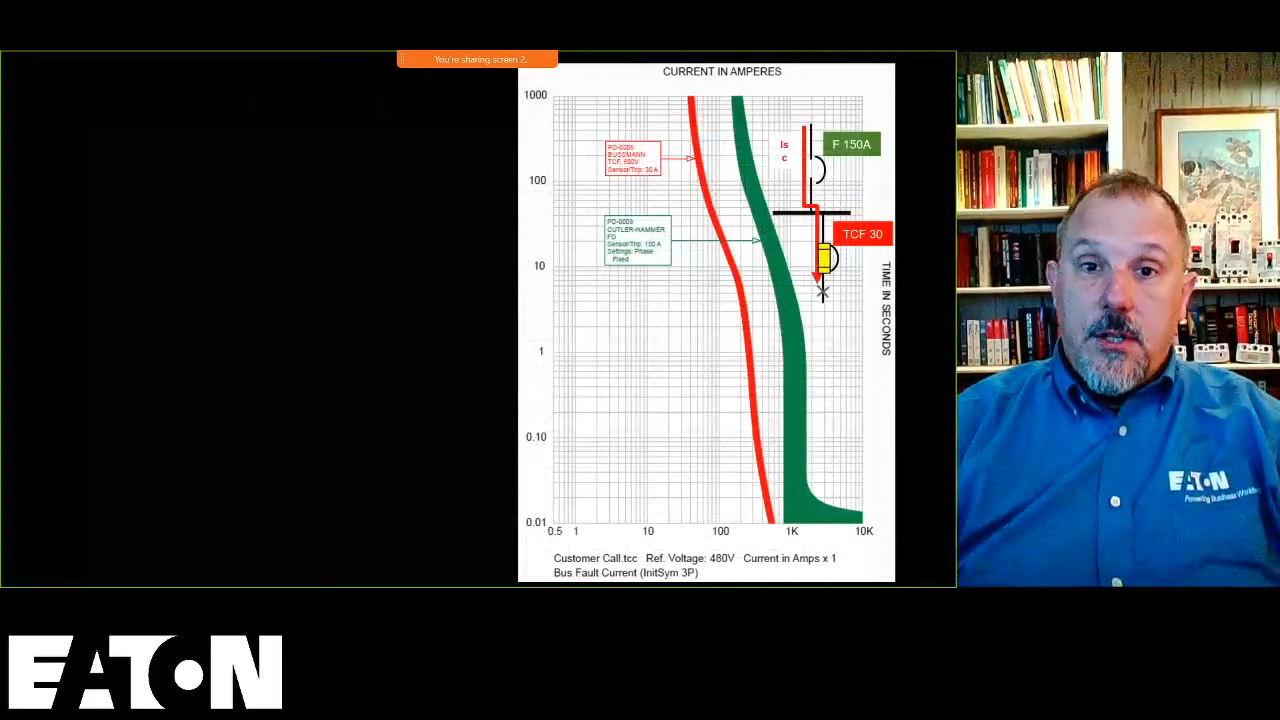 You're sharing screen 2.
CURRENT IN AMPERES
1000
100
10
1
0.10
0.01
0.5
1
10
100
1K
10K
PD-0006
BUSSMANN
TCF, 600V
Sensor/Trip: 30 A
PD-0009
CUTLER-HAMMER
FD
Sensor/Trip: 150 A
Settings: Phase
Fixed
Is
c
F 150A
TCF 30
TIME IN SECONDS
Customer Call.tcc Ref. Voltage: 480V Current in Amps x 1
Bus Fault Current (InitSym 3P)
EATON
Powering Business
EATON